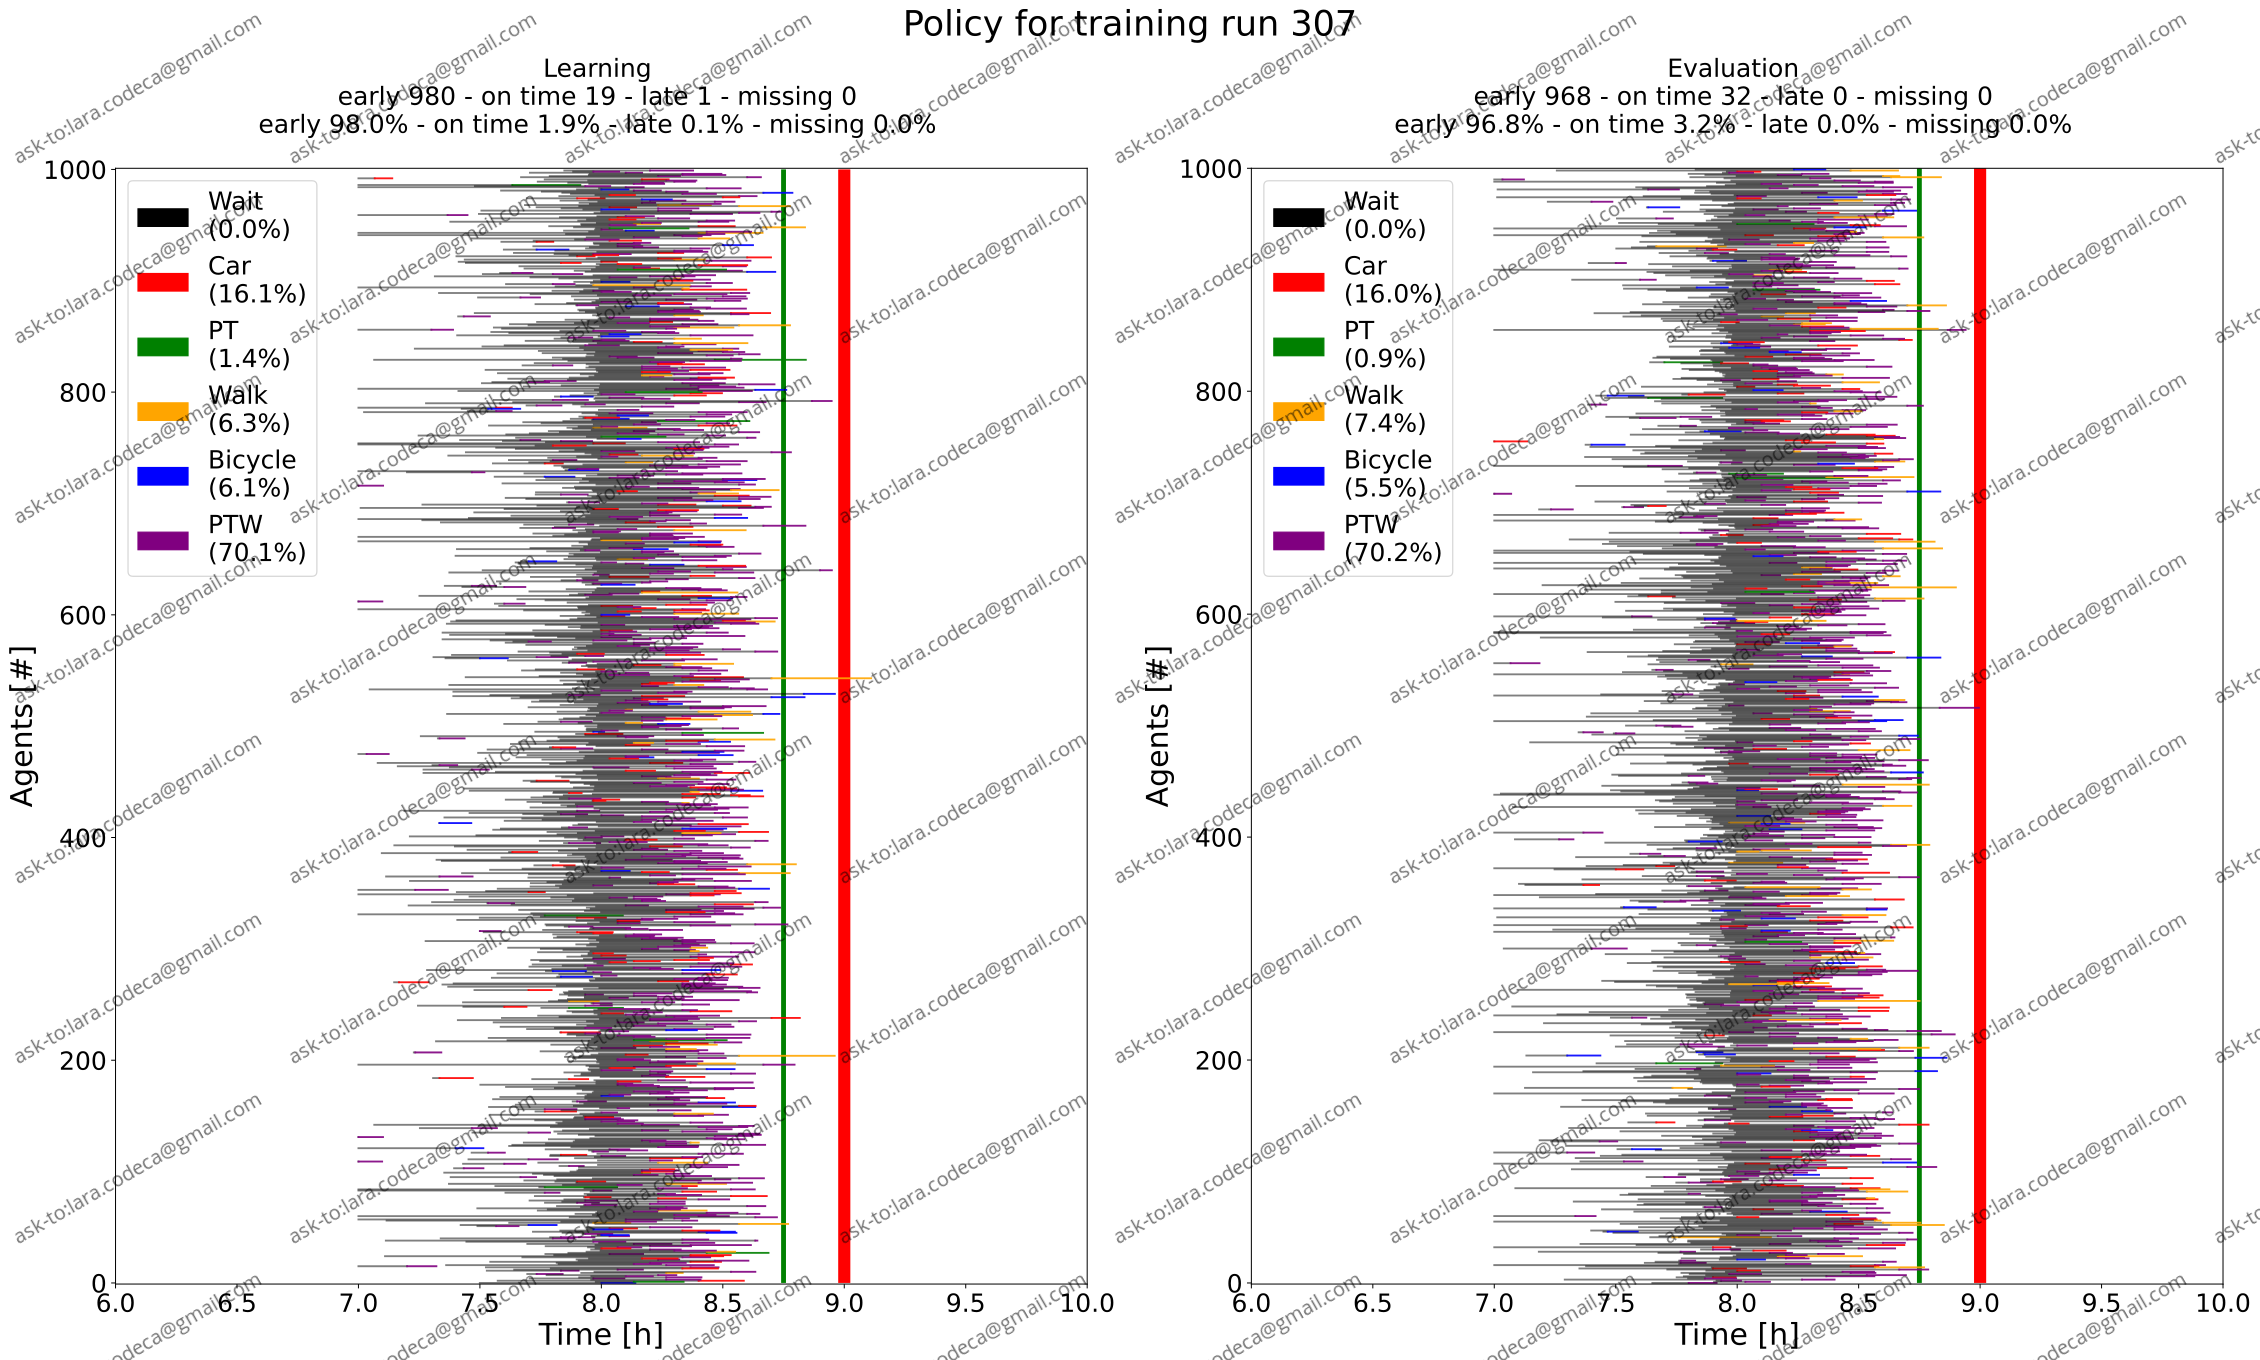 Policy for training run 307
Learning
early 980 - on time 19 - late 1 - missing 0
early 98.0% - on time 1.9% - late 0.1% - missing 0.0%
Wait
(0.0%)
Car
(16.1%)
PT
(1.4%)
Walk
(6.3%)
Bicycle
(6.1%)
PTW
(70.1%)
1000
800
600
400
200
0
Agents [#]
6.0 6.5 7.0 7.5 8.0 8.5 9.0 9.5 10.0
Time [h]
Evaluation
early 968 - on time 32 - late 0 - missing 0
early 96.8% - on time 3.2% - late 0.0% - missing 0.0%
Wait
(0.0%)
Car
(16.0%)
PT
(0.9%)
Walk
(7.4%)
Bicycle
(5.5%)
PTW
(70.2%)
1000
800
600
400
200
0
Agents [#]
6.0 6.5 7.0 7.5 8.0 8.5 9.0 9.5 10.0
Time [h]
ask-to:lara.codeca@gmail.com